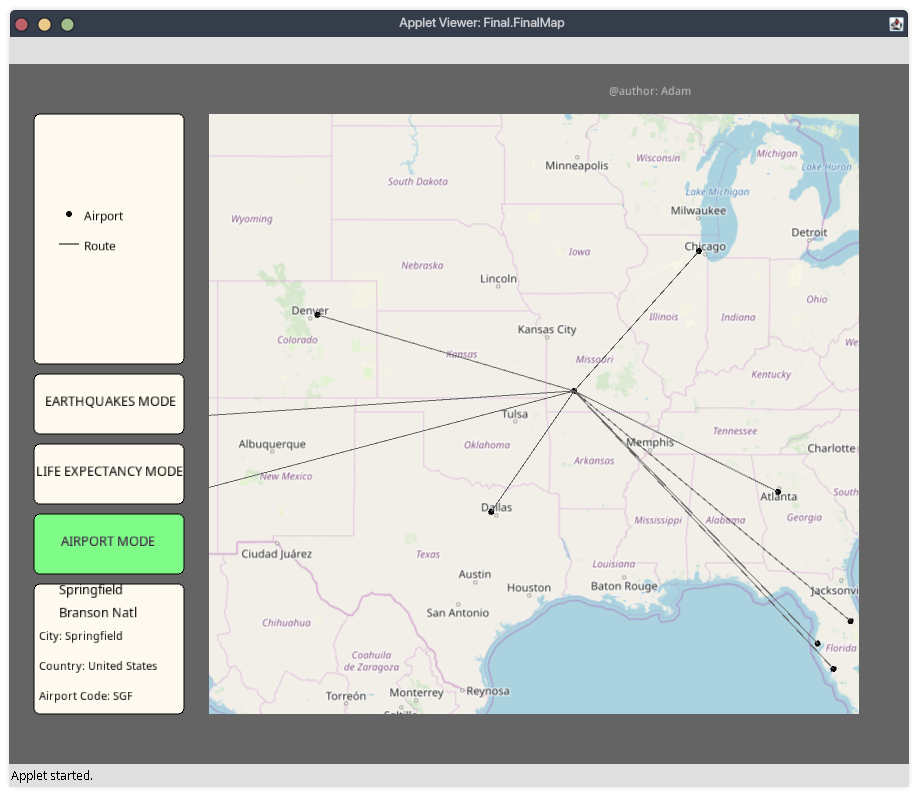 Applet Viewer: Final.FinalMap
@author: Adam
Airport
Route
EARTHQUAKES MODE
LIFE EXPECTANCY MODE
AIRPORT MODE
Springfield
Branson Natl
City: Springfield
Country: United States
Airport Code: SGF
Minneapolis
Wisconsin
Michigan
Lake Huron
South Dakota
Lake Michigan
Wyoming
Milwaukee
Detroit
Chicago
Iowa
Nebraska
Lincoln
Ohio
Denver
Illinois
Indiana
Kansas City
Colorado
We
Kansas
Missouri
Kentucky
Tulsa
Tennessee
Albuquerque
Oklahoma
Memphis
Charlotte
Arkansas
New Mexico
South
Atlanta
Dallas
Georgia
Mississippi
Alabama
Ciudad Juárez
Texas
Louisiana
Austin
Houston
Baton Rouge
Jacksonvi
San Antonio
Chihuahua
Florida
Coahuila
de Zaragoza
Torreón
Monterrey
Reynosa
Applet started.